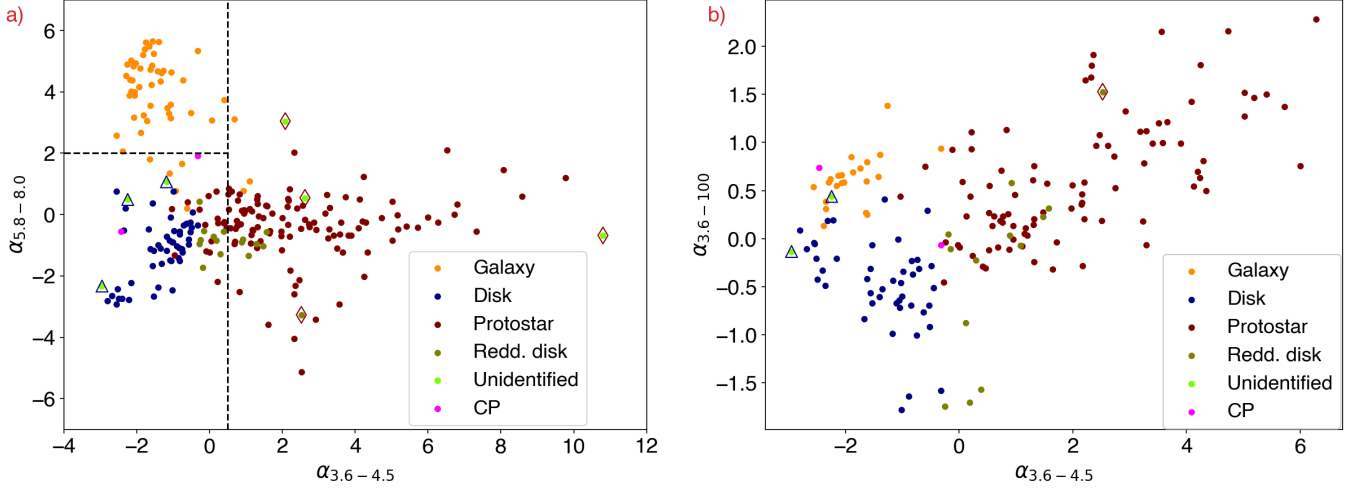 a)
6
4
2
0
−2
−4
−6
α5.8 − 8.0
−4 −2 0 2 4 6 8 10 12
α3.6 − 4.5
Galaxy
Disk
Protostar
Redd. disk
Unidentified
CP
b)
2.0
1.5
1.0
0.5
0.0
−0.5
−1.0
−1.5
α3.6 − 100
−2 0 2 4 6
α3.6 − 4.5
Galaxy
Disk
Protostar
Redd. disk
Unidentified
CP